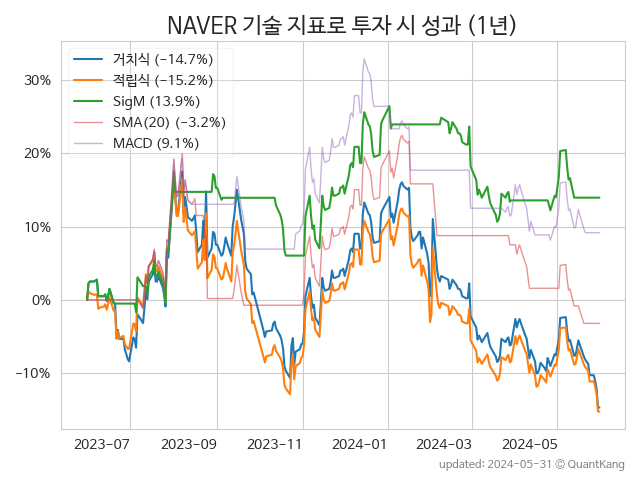 NAVER 기술 지표로 투자 시 성과 (1년)
거치식 (−14.7%)
적립식 (−15.2%)
SigM (13.9%)
SMA(20) (−3.2%)
MACD (9.1%)
30%
20%
10%
0%
−10%
2023-07 2023-09 2023-11 2024-01 2024-03 2024-05
updated: 2024-05-31 © QuantKang